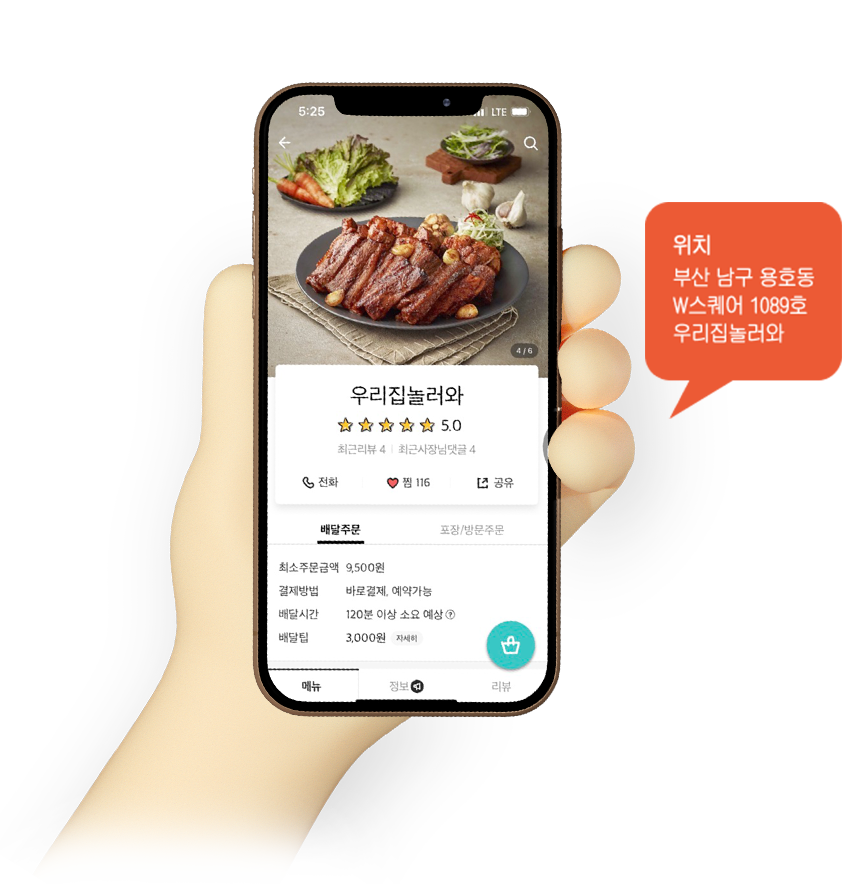 5:25
LTE
4 / 6
우리집놀러와
5.0
최근리뷰 4 | 최근사장님댓글 4
전화
찜 116
공유
배달주문
포장/방문주문
최소주문금액 9,500원
결제방법 바로결제, 예약가능
배달시간 120분 이상 소요 예상 ?
배달팁 3,000원 자세히
메뉴
정보
리뷰
위치
부산 남구 용호동
W스퀘어 1089호
우리집놀러와